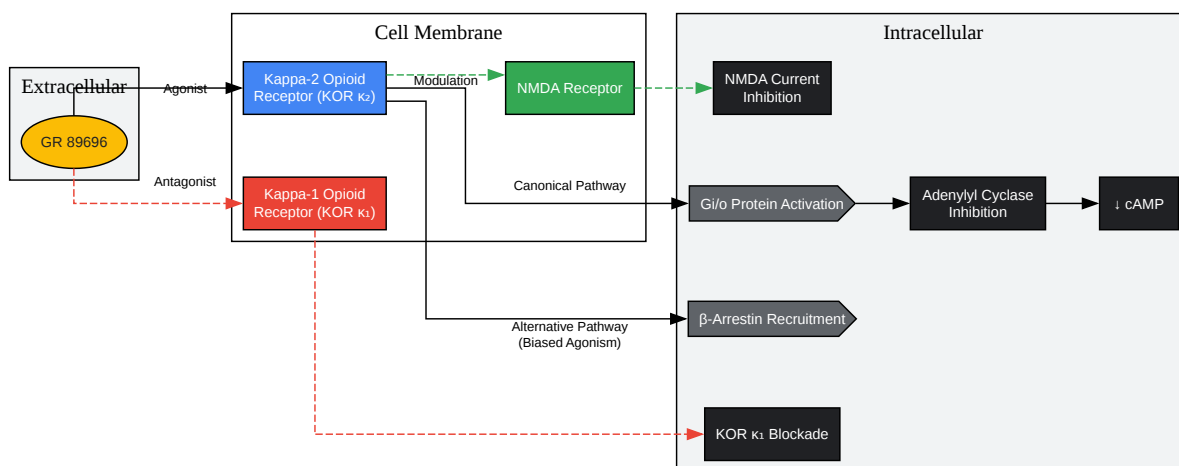 Cell Membrane
Intracellular
Extracellular
GR 89696
Agonist
Antagonist
Kappa-2 Opioid
Receptor (KOR κ₂)
Modulation
NMDA Receptor
NMDA Current
Inhibition
Kappa-1 Opioid
Receptor (KOR κ₁)
Canonical Pathway
Gi/o Protein Activation
Adenylyl Cyclase
Inhibition
↓ cAMP
Alternative Pathway
(Biased Agonism)
β-Arrestin Recruitment
KOR κ₁ Blockade